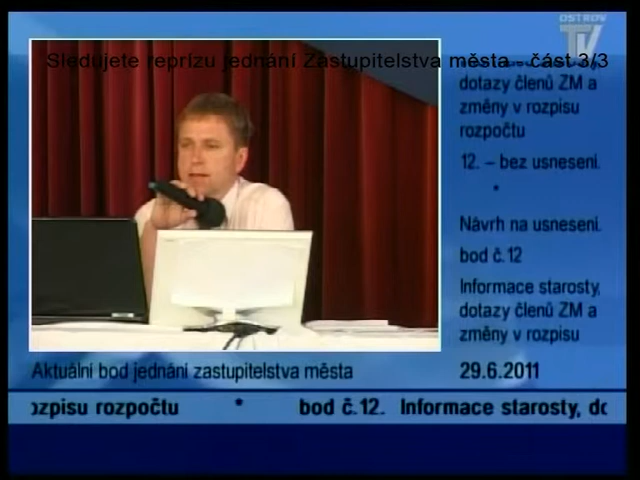 OSTROV
TV
Sledujete reprízu jednání Zastupitelstva města - část 3/3
dotazy členů ZM a
změny v rozpisu
rozpočtu
12. – bez usnesení.
*
Návrh na usnesení.
bod č.12
Informace starosty,
dotazy členů ZM a
změny v rozpisu
Aktuální bod jednání zastupitelstva města
29.6.2011
ozpisu rozpočtu * bod č.12. Informace starosty, do